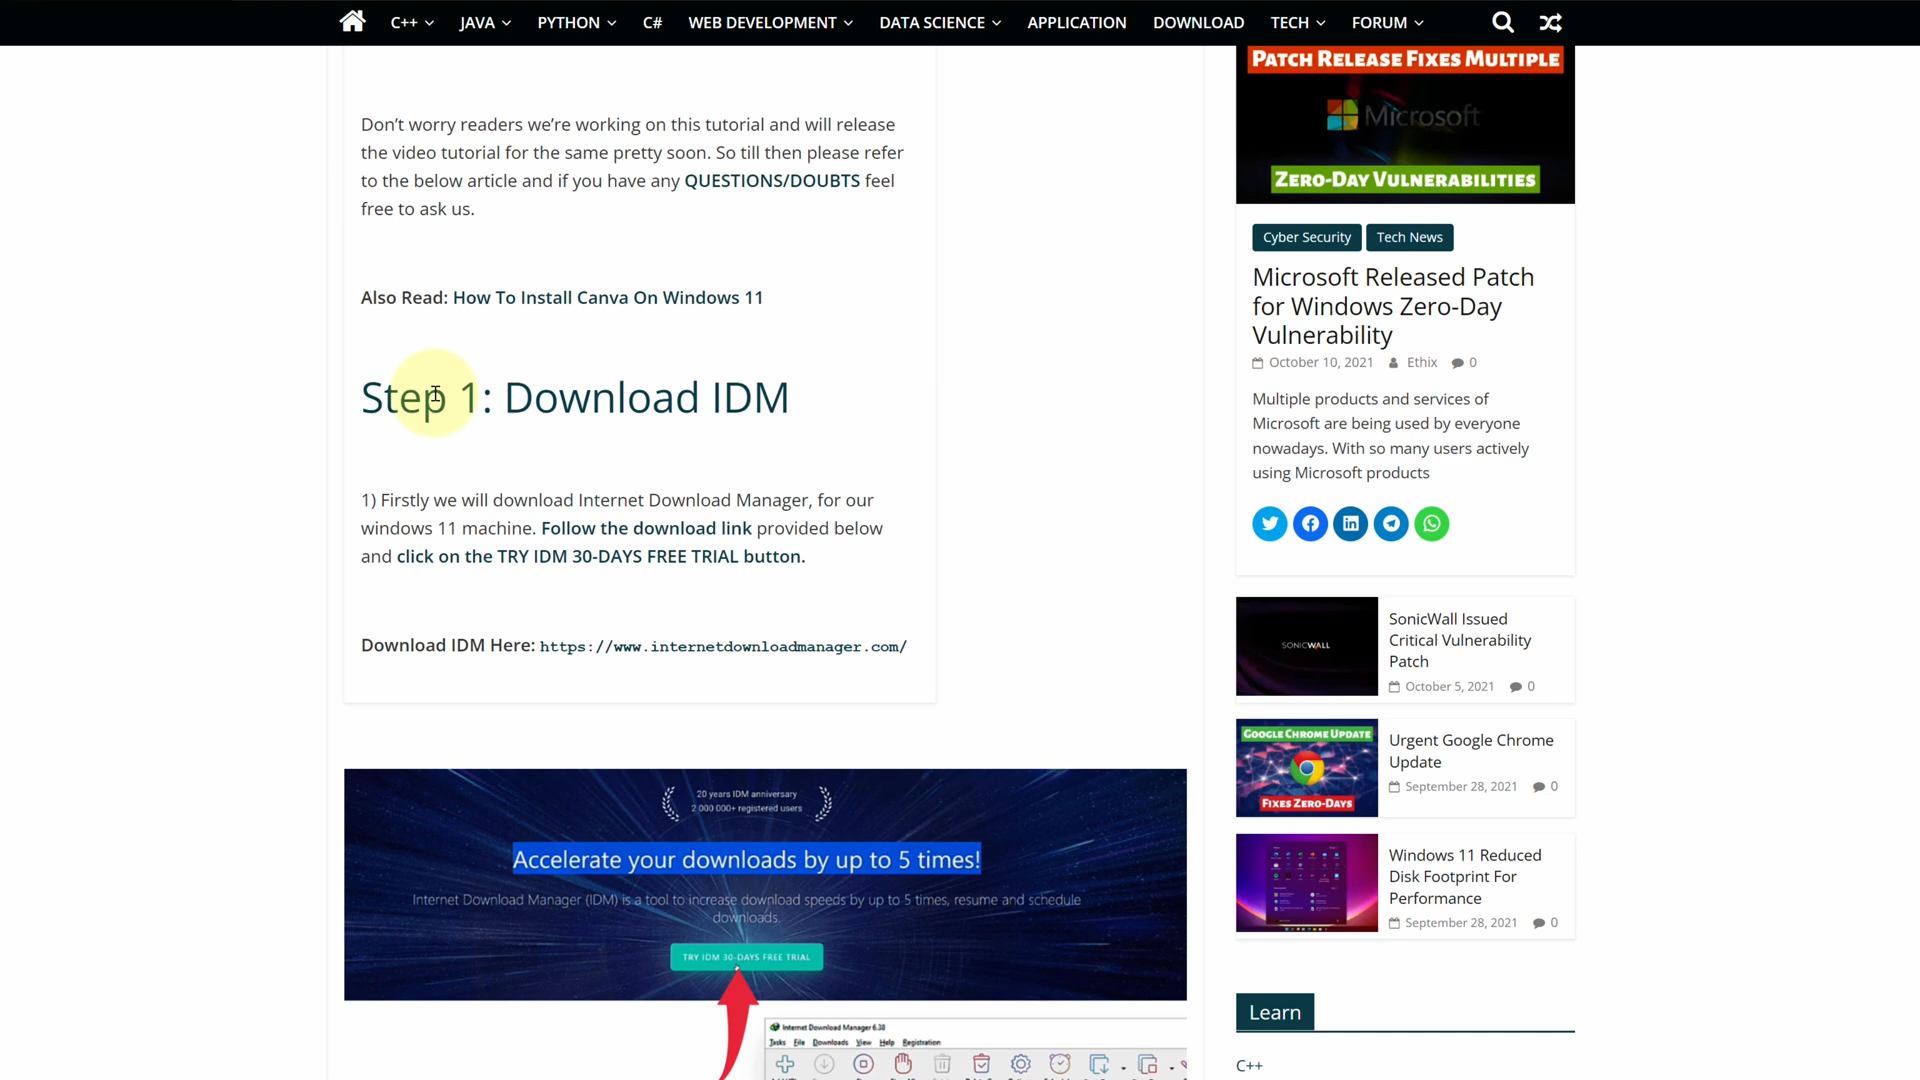 C++ JAVA PYTHON C# WEB DEVELOPMENT DATA SCIENCE APPLICATION DOWNLOAD TECH FORUM
Don’t worry readers we’re working on this tutorial and will release
the video tutorial for the same pretty soon. So till then please refer
to the below article and if you have any QUESTIONS/DOUBTS feel
free to ask us.
Also Read: How To Install Canva On Windows 11
Step 1: Download IDM
1) Firstly we will download Internet Download Manager, for our
windows 11 machine. Follow the download link provided below
and click on the TRY IDM 30-DAYS FREE TRIAL button.
Download IDM Here: https://www.internetdownloadmanager.com/
20 years IDM anniversary
2 000 000+ registered users
Accelerate your downloads by up to 5 times!
Internet Download Manager (IDM) is a tool to increase download speeds by up to 5 times, resume and schedule
downloads.
TRY IDM 30-DAYS FREE TRIAL
Internet Download Manager 6.38
Tasks File Downloads View Help Registration
PATCH RELEASE FIXES MULTIPLE
Microsoft
ZERO-DAY VULNERABILITIES
Cyber Security Tech News
Microsoft Released Patch
for Windows Zero-Day
Vulnerability
October 10, 2021 Ethix 0
Multiple products and services of
Microsoft are being used by everyone
nowadays. With so many users actively
using Microsoft products
SONICWALL
SonicWall Issued
Critical Vulnerability
Patch
October 5, 2021 0
GOOGLE CHROME UPDATE
FIXES ZERO-DAYS
Urgent Google Chrome
Update
September 28, 2021 0
Windows 11 Reduced
Disk Footprint For
Performance
September 28, 2021 0
Learn
C++